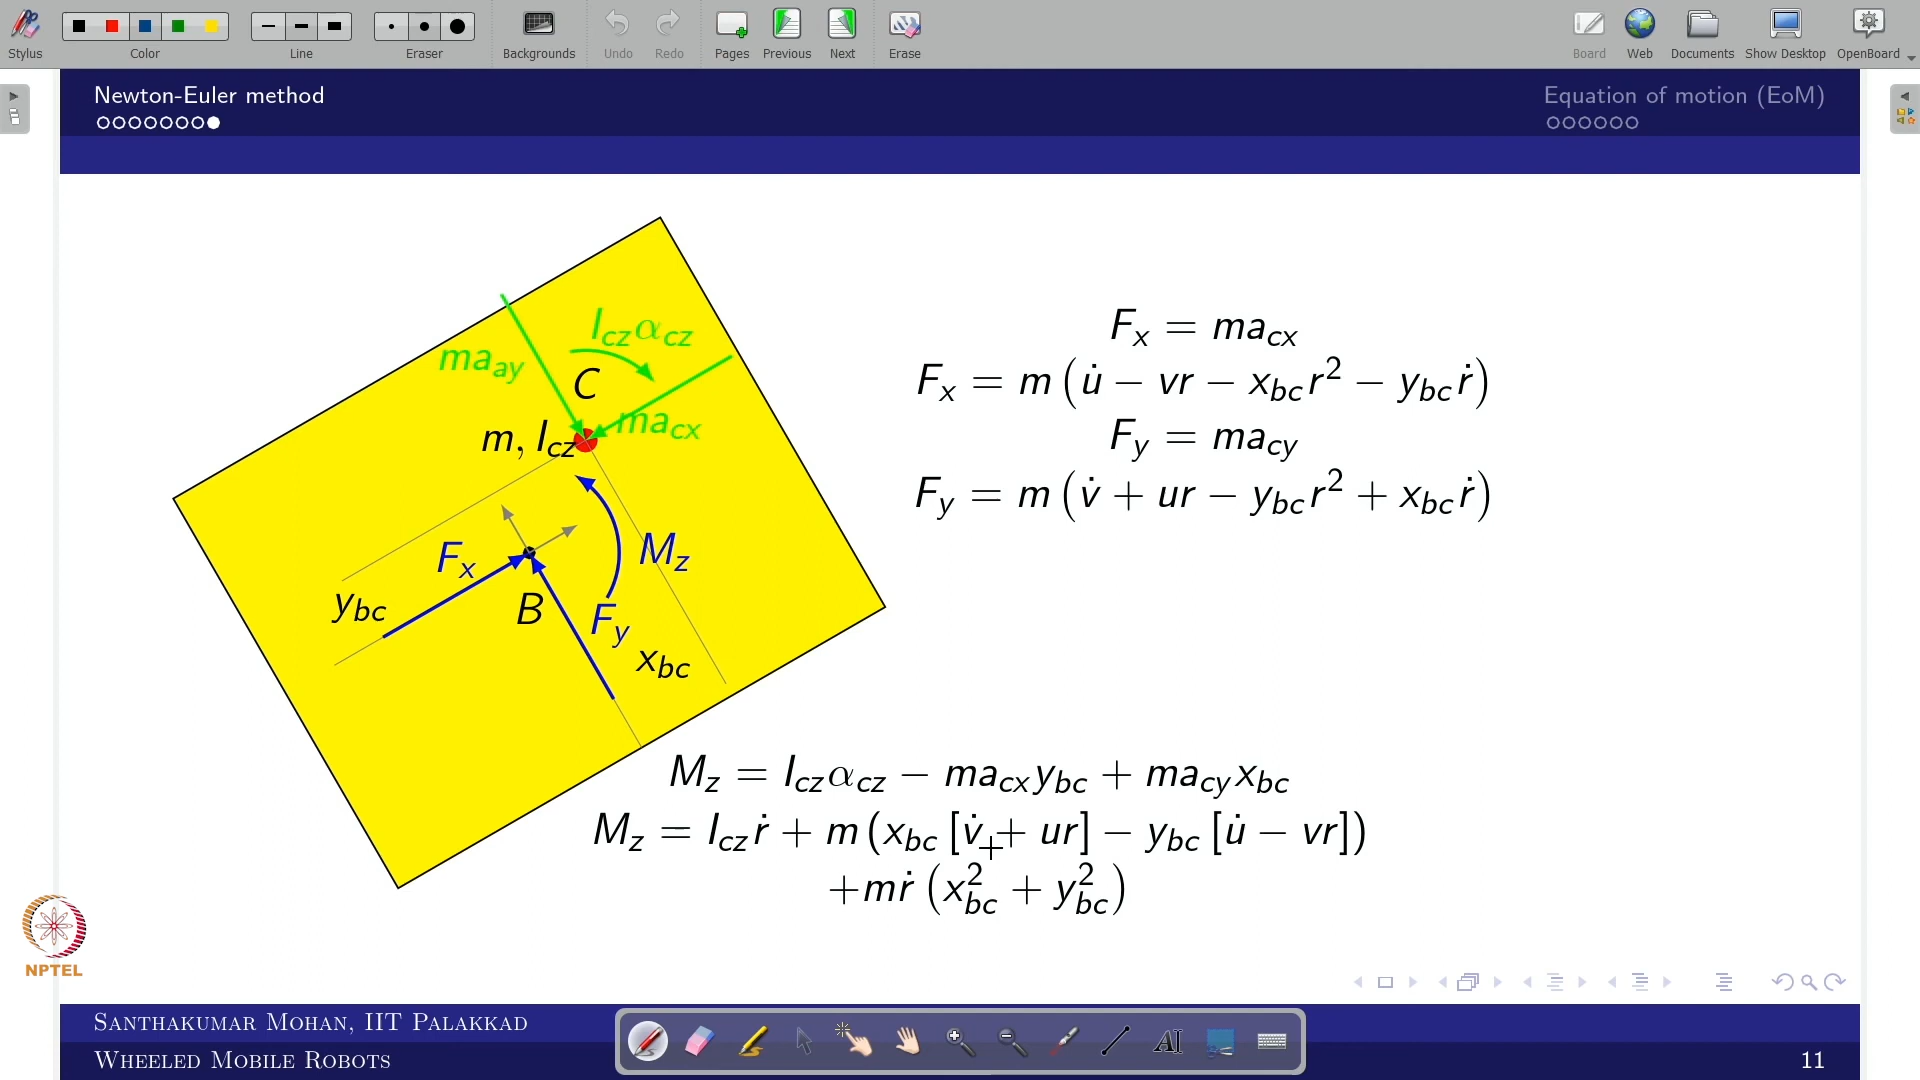 Stylus Color Line Eraser Backgrounds Undo Redo Pages Previous Next Erase Board Web Documents Show Desktop OpenBoard
Newton-Euler method
Equation of motion (EoM)
I_{cz}α_{cz}
ma_{ay}
C
ma_{cx}
m, I_{cz}
F_x
M_z
y_{bc}
B
F_y
x_{bc}
F_x = ma_{cx}
F_x = m (u̇ − vr − x_{bc}r² − y_{bc}ṙ)
F_y = ma_{cy}
F_y = m (v̇ + ur − y_{bc}r² + x_{bc}ṙ)
M_z = I_{cz}α_{cz} − ma_{cx}y_{bc} + ma_{cy}x_{bc}
M_z = I_{cz}ṙ + m (x_{bc} [v̇ + ur] − y_{bc} [u̇ − vr])
+mṙ (x²_{bc} + y²_{bc})
NPTEL
Santhakumar Mohan, IIT Palakkad
Wheeled Mobile Robots
11